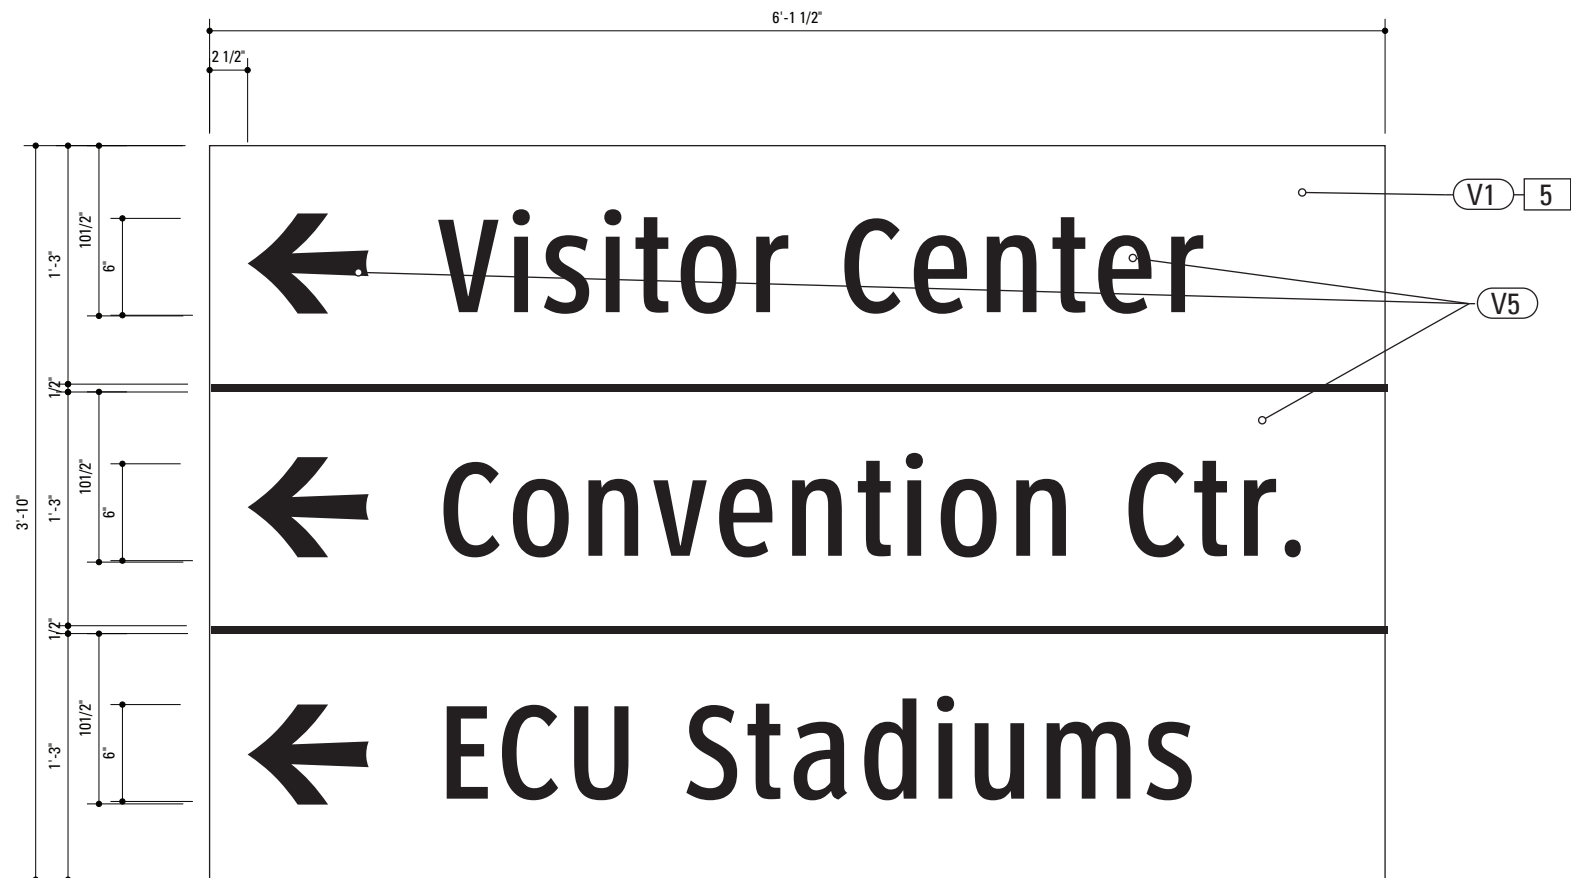 6'-1 1/2"
2 1/2"
V1 5
101/2"
6"
1'-3"
Visitor Center
V5
1/2"
101/2"
6"
1'-3"
3'-10"
Convention Ctr.
1/2"
101/2"
6"
1'-3"
ECU Stadiums